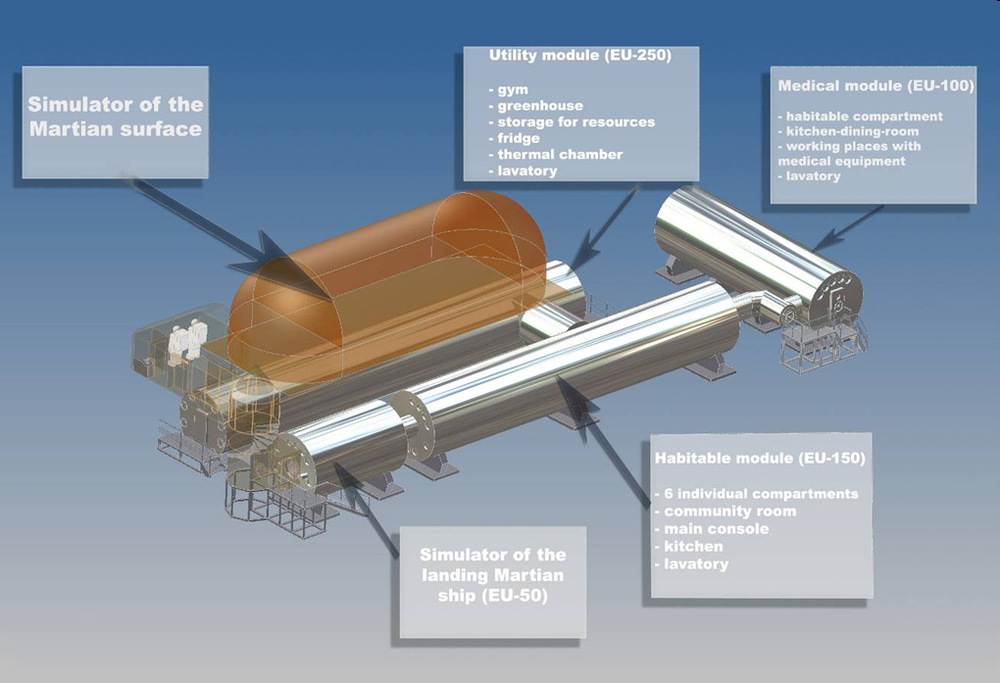 Simulator of the
Martian surface
Utility module (EU-250)
- gym
- greenhouse
- storage for resources
- fridge
- thermal chamber
- lavatory
Medical module (EU-100)
- habitable compartment
- kitchen-dining-room
- working places with
medical equipment
- lavatory
Habitable module (EU-150)
- 6 individual compartments
- community room
- main console
- kitchen
- lavatory
Simulator of the
landing Martian
ship (EU-50)